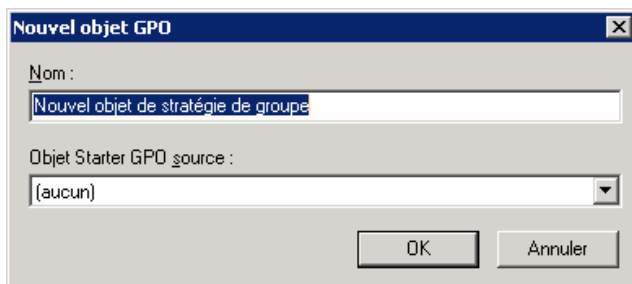 Nouvel objet GPO
Nom :
Nouvel objet de stratégie de groupe
Objet Starter GPO source :
(aucun)
OK Annuler